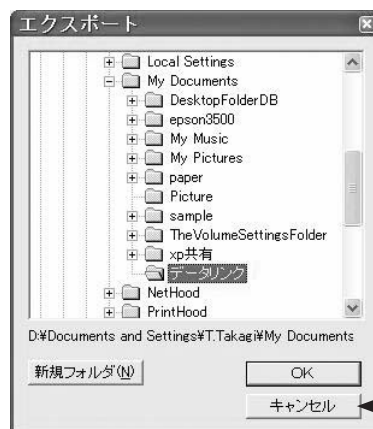 エクスポート
Local Settings
My Documents
DesktopFolderDB
epson3500
My Music
My Pictures
paper
Picture
sample
TheVolumeSettingsFolder
xp共有
データリンク
NetHood
PrintHood
D:¥Documents and Settings¥T.Takagi¥My Documents
新規フォルダ(N)
OK
キャンセル